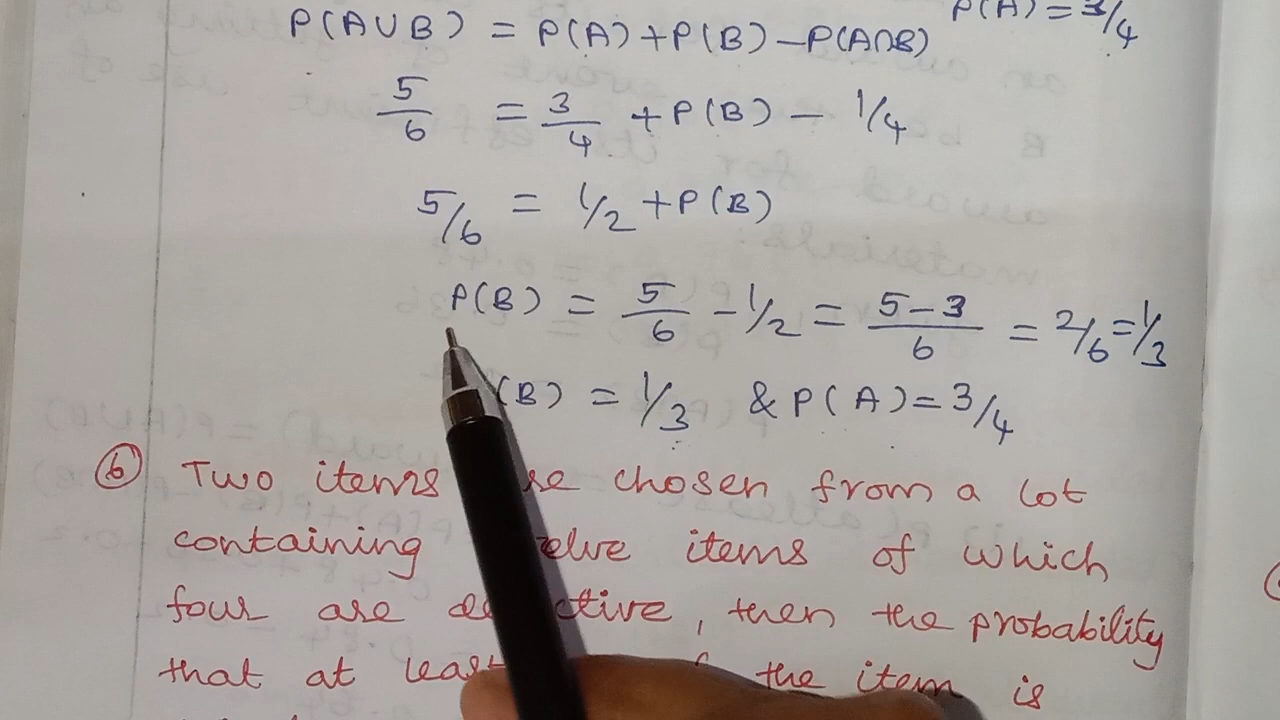 P(A) = 3/4
P(A∪B) = P(A)+P(B)-P(A∩B)
5/6 = 3/4 + P(B) - 1/4
5/6 = 1/2 + P(B)
P(B) = 5/6 - 1/2 = 5-3/6 = 2/6 = 1/3
(B) = 1/3 & P(A) = 3/4
6 Two items chosen from a lot
containing items of which
four are , then the probability
that at the item is